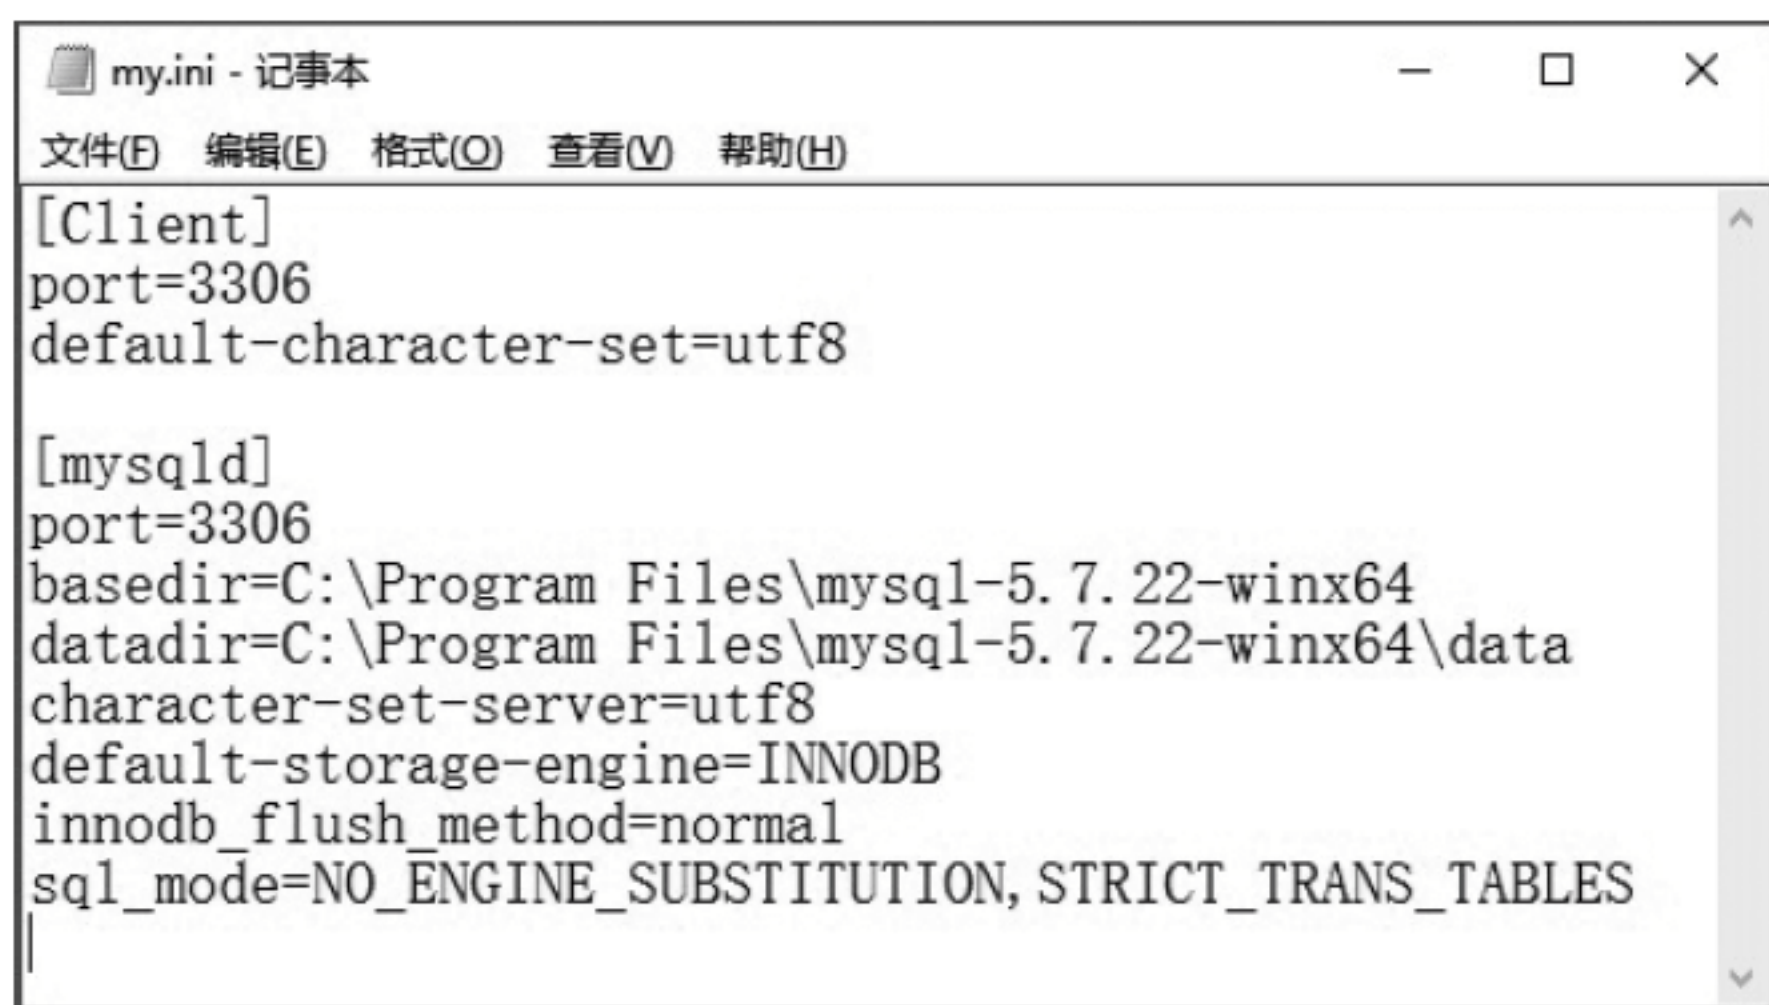 my.ini - 记事本
文件(F) 编辑(E) 格式(O) 查看(V) 帮助(H)
[Client]
port=3306
default-character-set=utf8
[mysqld]
port=3306
basedir=C:\Program Files\mysql-5.7.22-winx64
datadir=C:\Program Files\mysql-5.7.22-winx64\data
character-set-server=utf8
default-storage-engine=INNODB
innodb_flush_method=normal
sql_mode=NO_ENGINE_SUBSTITUTION,STRICT_TRANS_TABLES